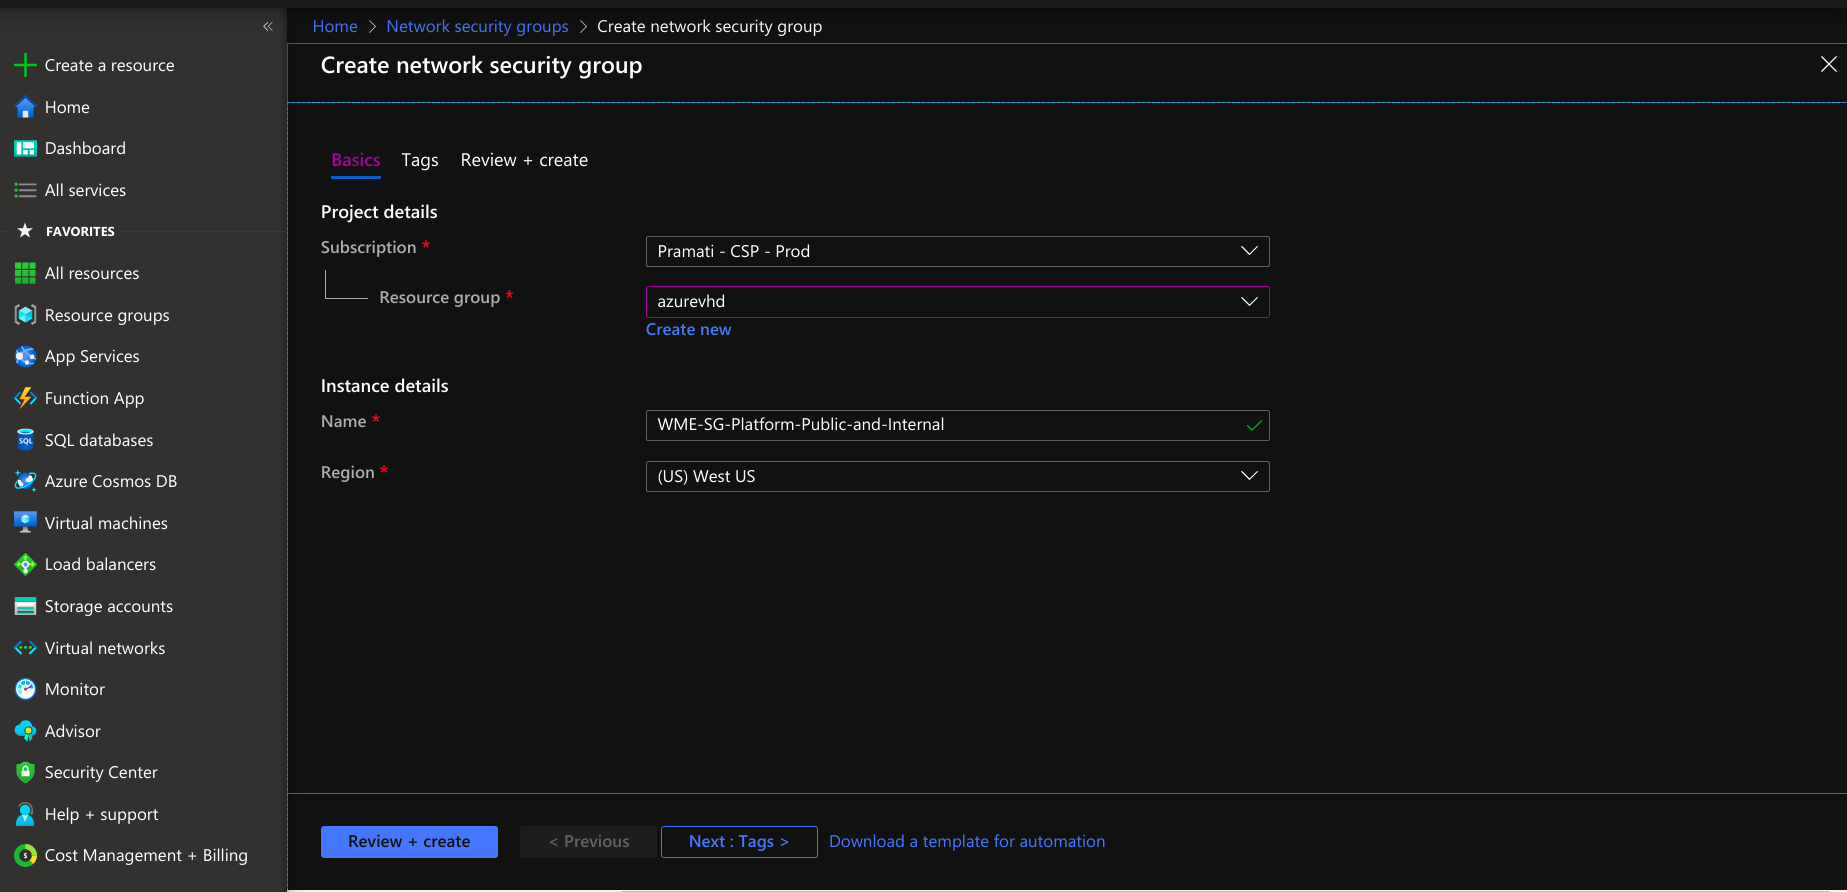 «
Home > Network security groups > Create network security group
Create a resource
Home
Dashboard
All services
FAVORITES
All resources
Resource groups
App Services
Function App
SQL databases
Azure Cosmos DB
Virtual machines
Load balancers
Storage accounts
Virtual networks
Monitor
Advisor
Security Center
Help + support
Cost Management + Billing
Create network security group
Basics Tags Review + create
Project details
Subscription * Pramati - CSP - Prod
Resource group * azurevhd
Create new
Instance details
Name * WME-SG-Platform-Public-and-Internal
Region * (US) West US
Review + create < Previous Next : Tags > Download a template for automation